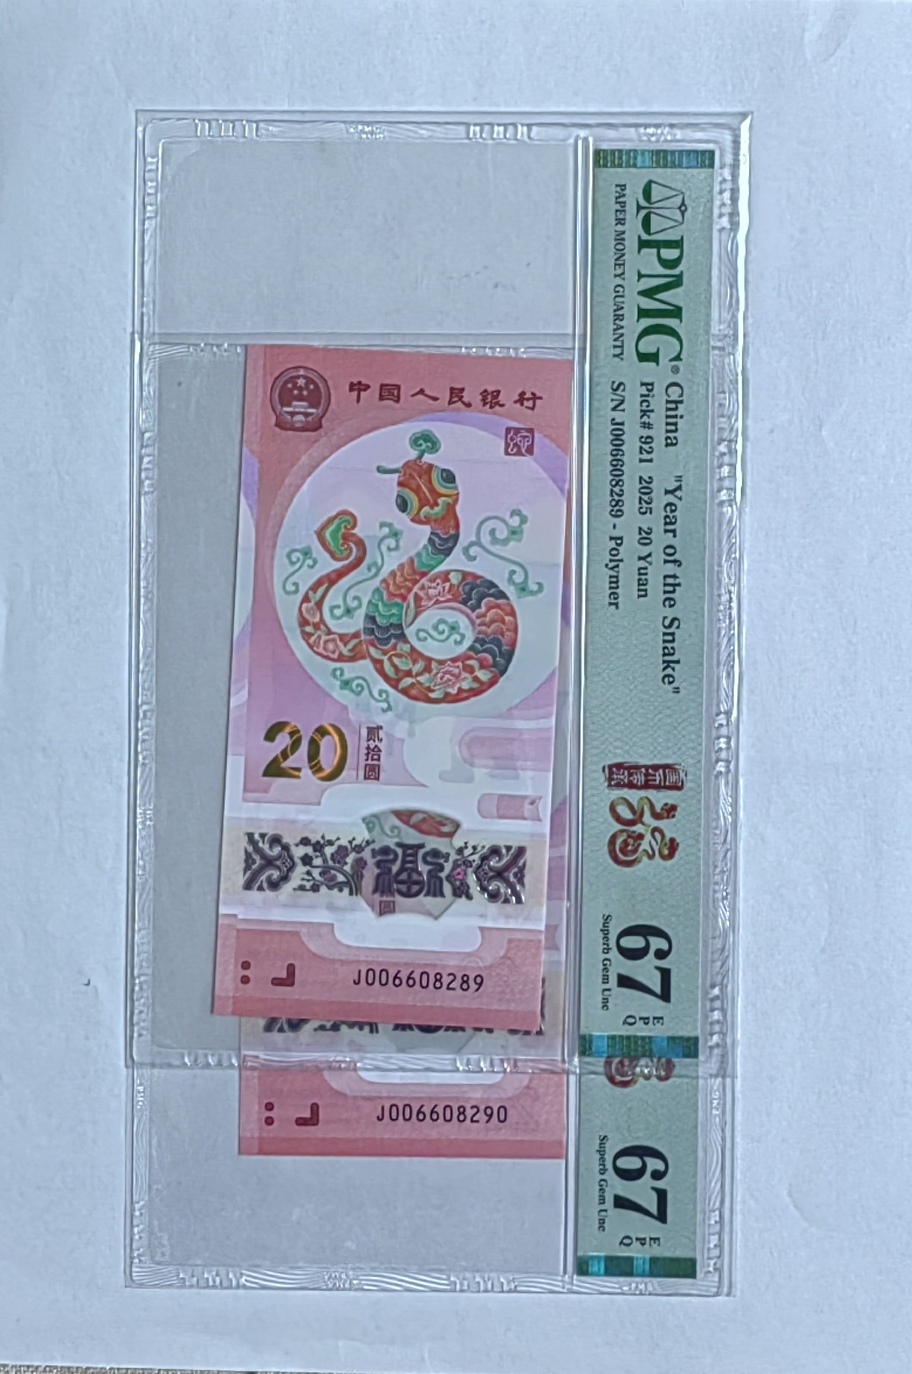 中国人民银行
迎
20 贰拾圆
福
圆
J006608289
J006608290
PMG®
PAPER MONEY GUARANTY
China "Year of the Snake"
Pick# 921 2025 20 Yuan
S/N J006608289 - Polymer
67 EPQ
Superb Gem Unc
67 EPQ
Superb Gem Unc